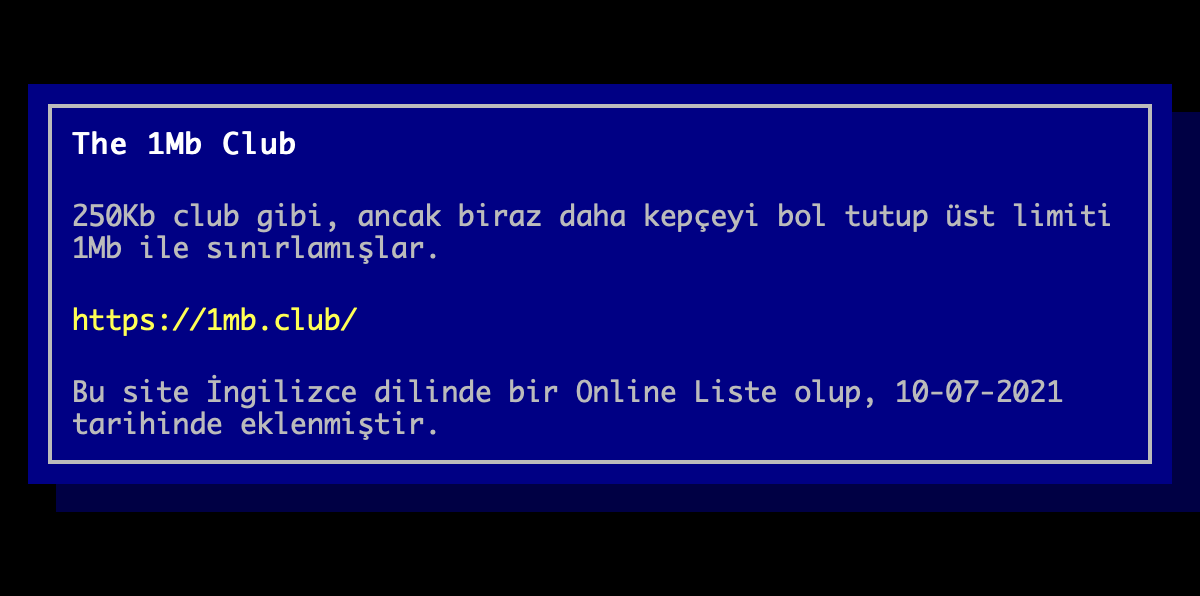 The 1Mb Club
250Kb club gibi, ancak biraz daha kepçeyi bol tutup üst limiti
1Mb ile sınırlamışlar.
https://1mb.club/
Bu site İngilizce dilinde bir Online Liste olup, 10-07-2021
tarihinde eklenmiştir.